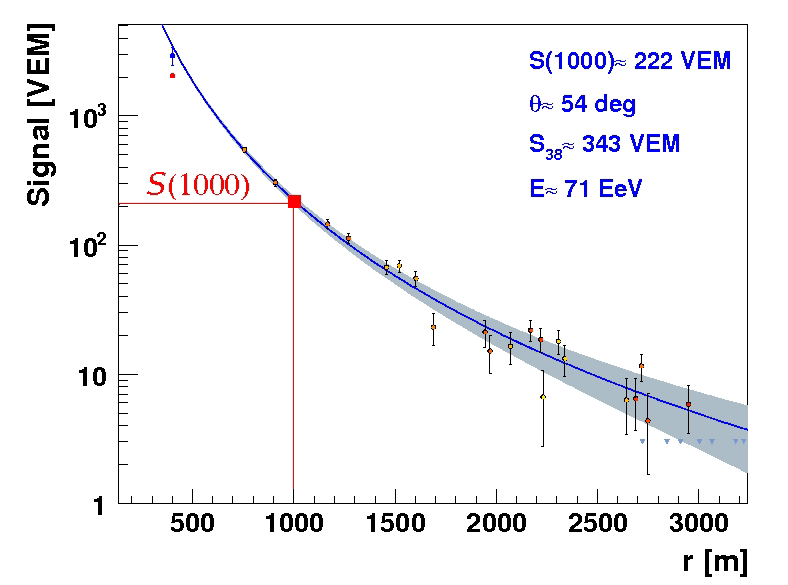 Signal [VEM]
S(1000)≈ 222 VEM
θ≈ 54 deg
S38≈ 343 VEM
E≈ 71 EeV
10³
S(1000)
10²
10
1
500 1000 1500 2000 2500 3000
r [m]